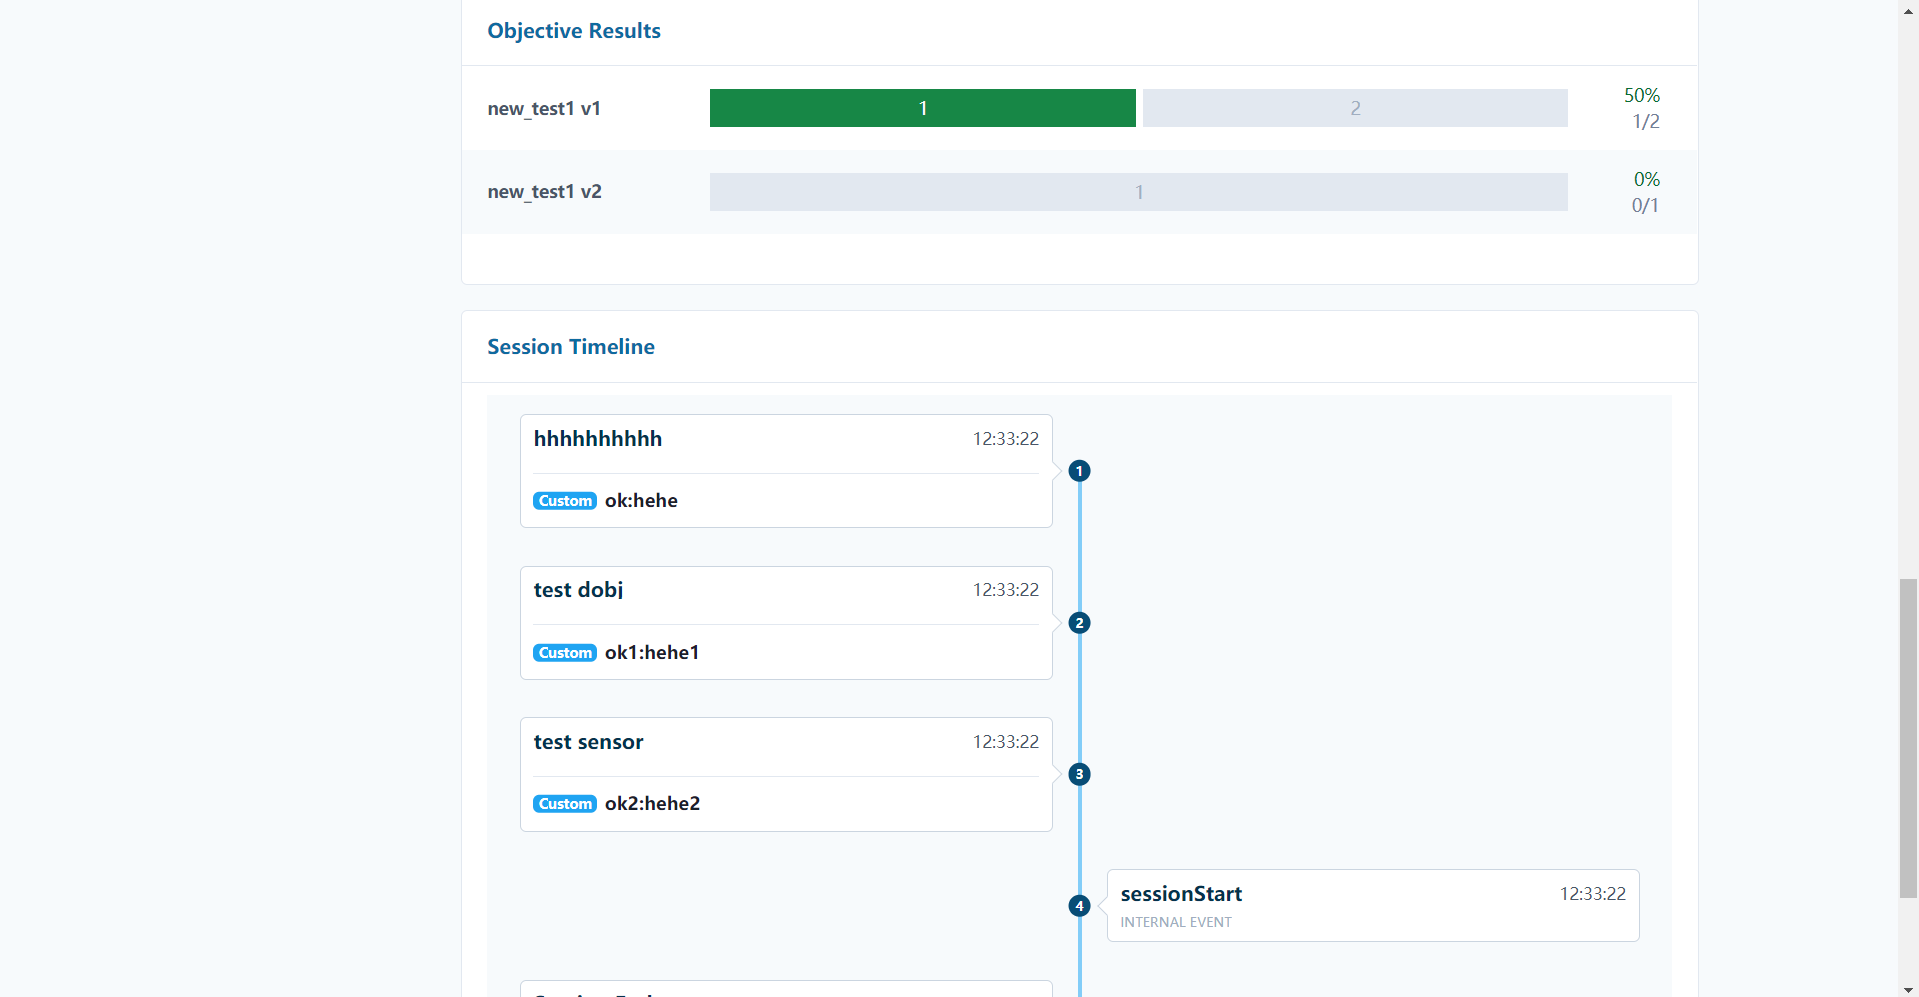 Objective Results
new_test1 v1
1
2
50%
1/2
new_test1 v2
1
0%
0/1
Session Timeline
hhhhhhhhhh 12:33:22
1
Custom ok:hehe
test dobj 12:33:22
2
Custom ok1:hehe1
test sensor 12:33:22
3
Custom ok2:hehe2
sessionStart 12:33:22
4
INTERNAL EVENT